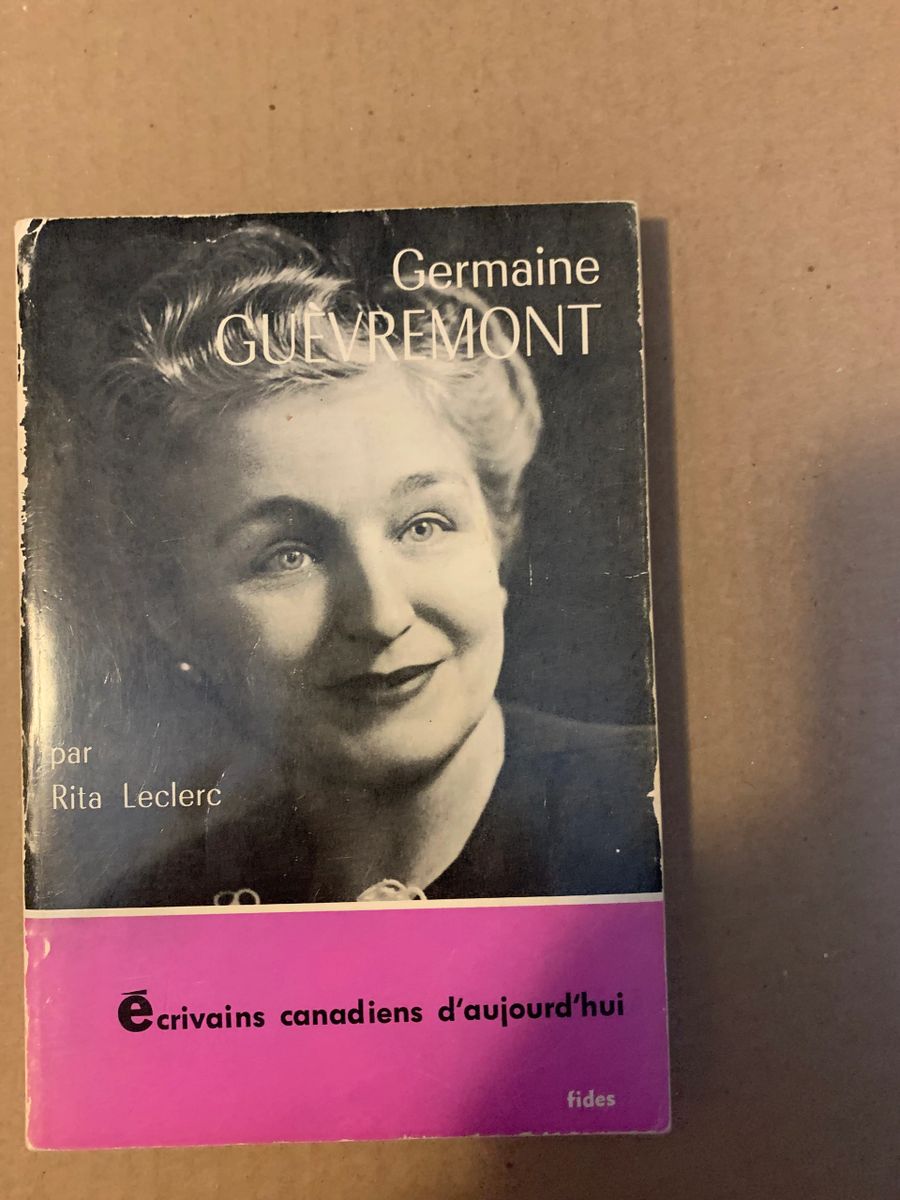 Germaine
GUÈVREMONT
par
Rita Leclerc
écrivains canadiens d'aujourd'hui
fides